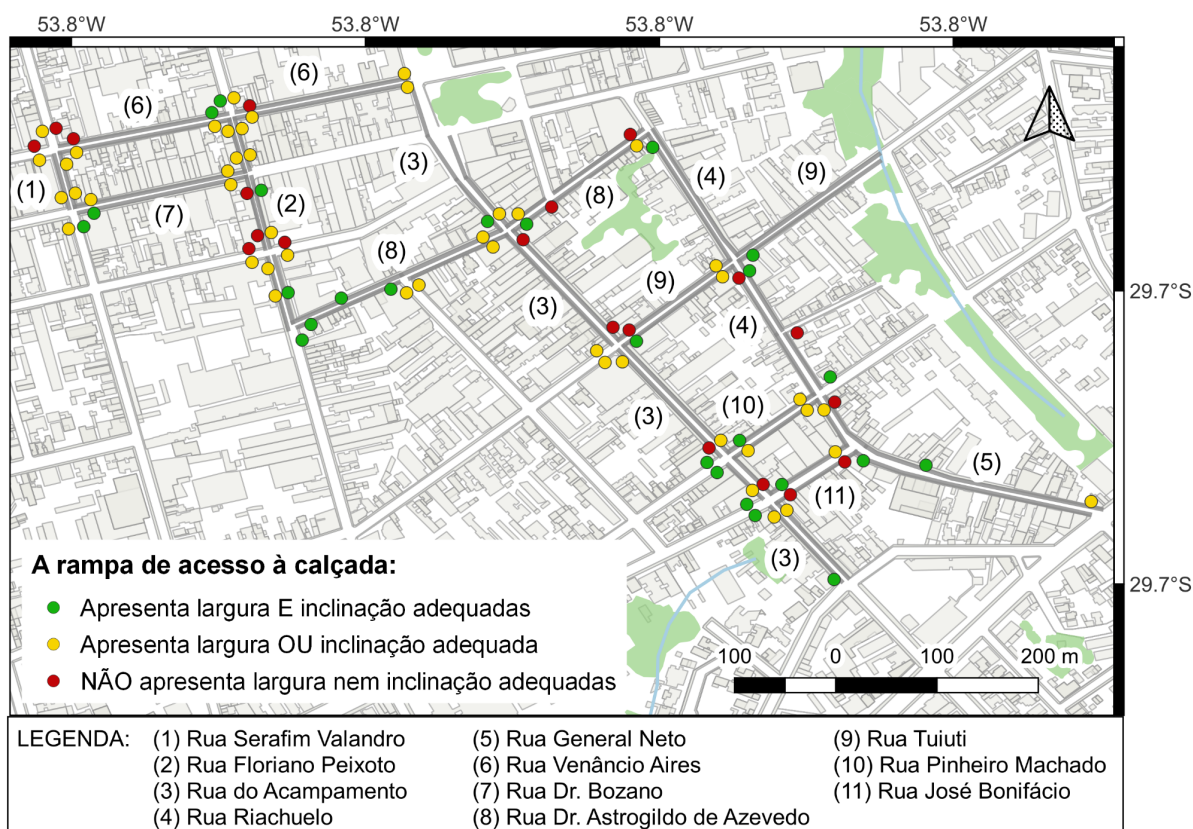 53.8°W 53.8°W 53.8°W 53.8°W
(6)
(6)
(3)
(4)
(9)
(1)
(8)
(7)
(2)
(8)
(9)
(3)
29.7°S
(4)
(3)
(10)
(5)
(11)
(3)
29.7°S
A rampa de acesso à calçada:
Apresenta largura E inclinação adequadas
Apresenta largura OU inclinação adequada
NÃO apresenta largura nem inclinação adequadas
100 0 100 200 m
LEGENDA: (1) Rua Serafim Valandro (5) Rua General Neto (9) Rua Tuiuti
(2) Rua Floriano Peixoto (6) Rua Venâncio Aires (10) Rua Pinheiro Machado
(3) Rua do Acampamento (7) Rua Dr. Bozano (11) Rua José Bonifácio
(4) Rua Riachuelo (8) Rua Dr. Astrogildo de Azevedo